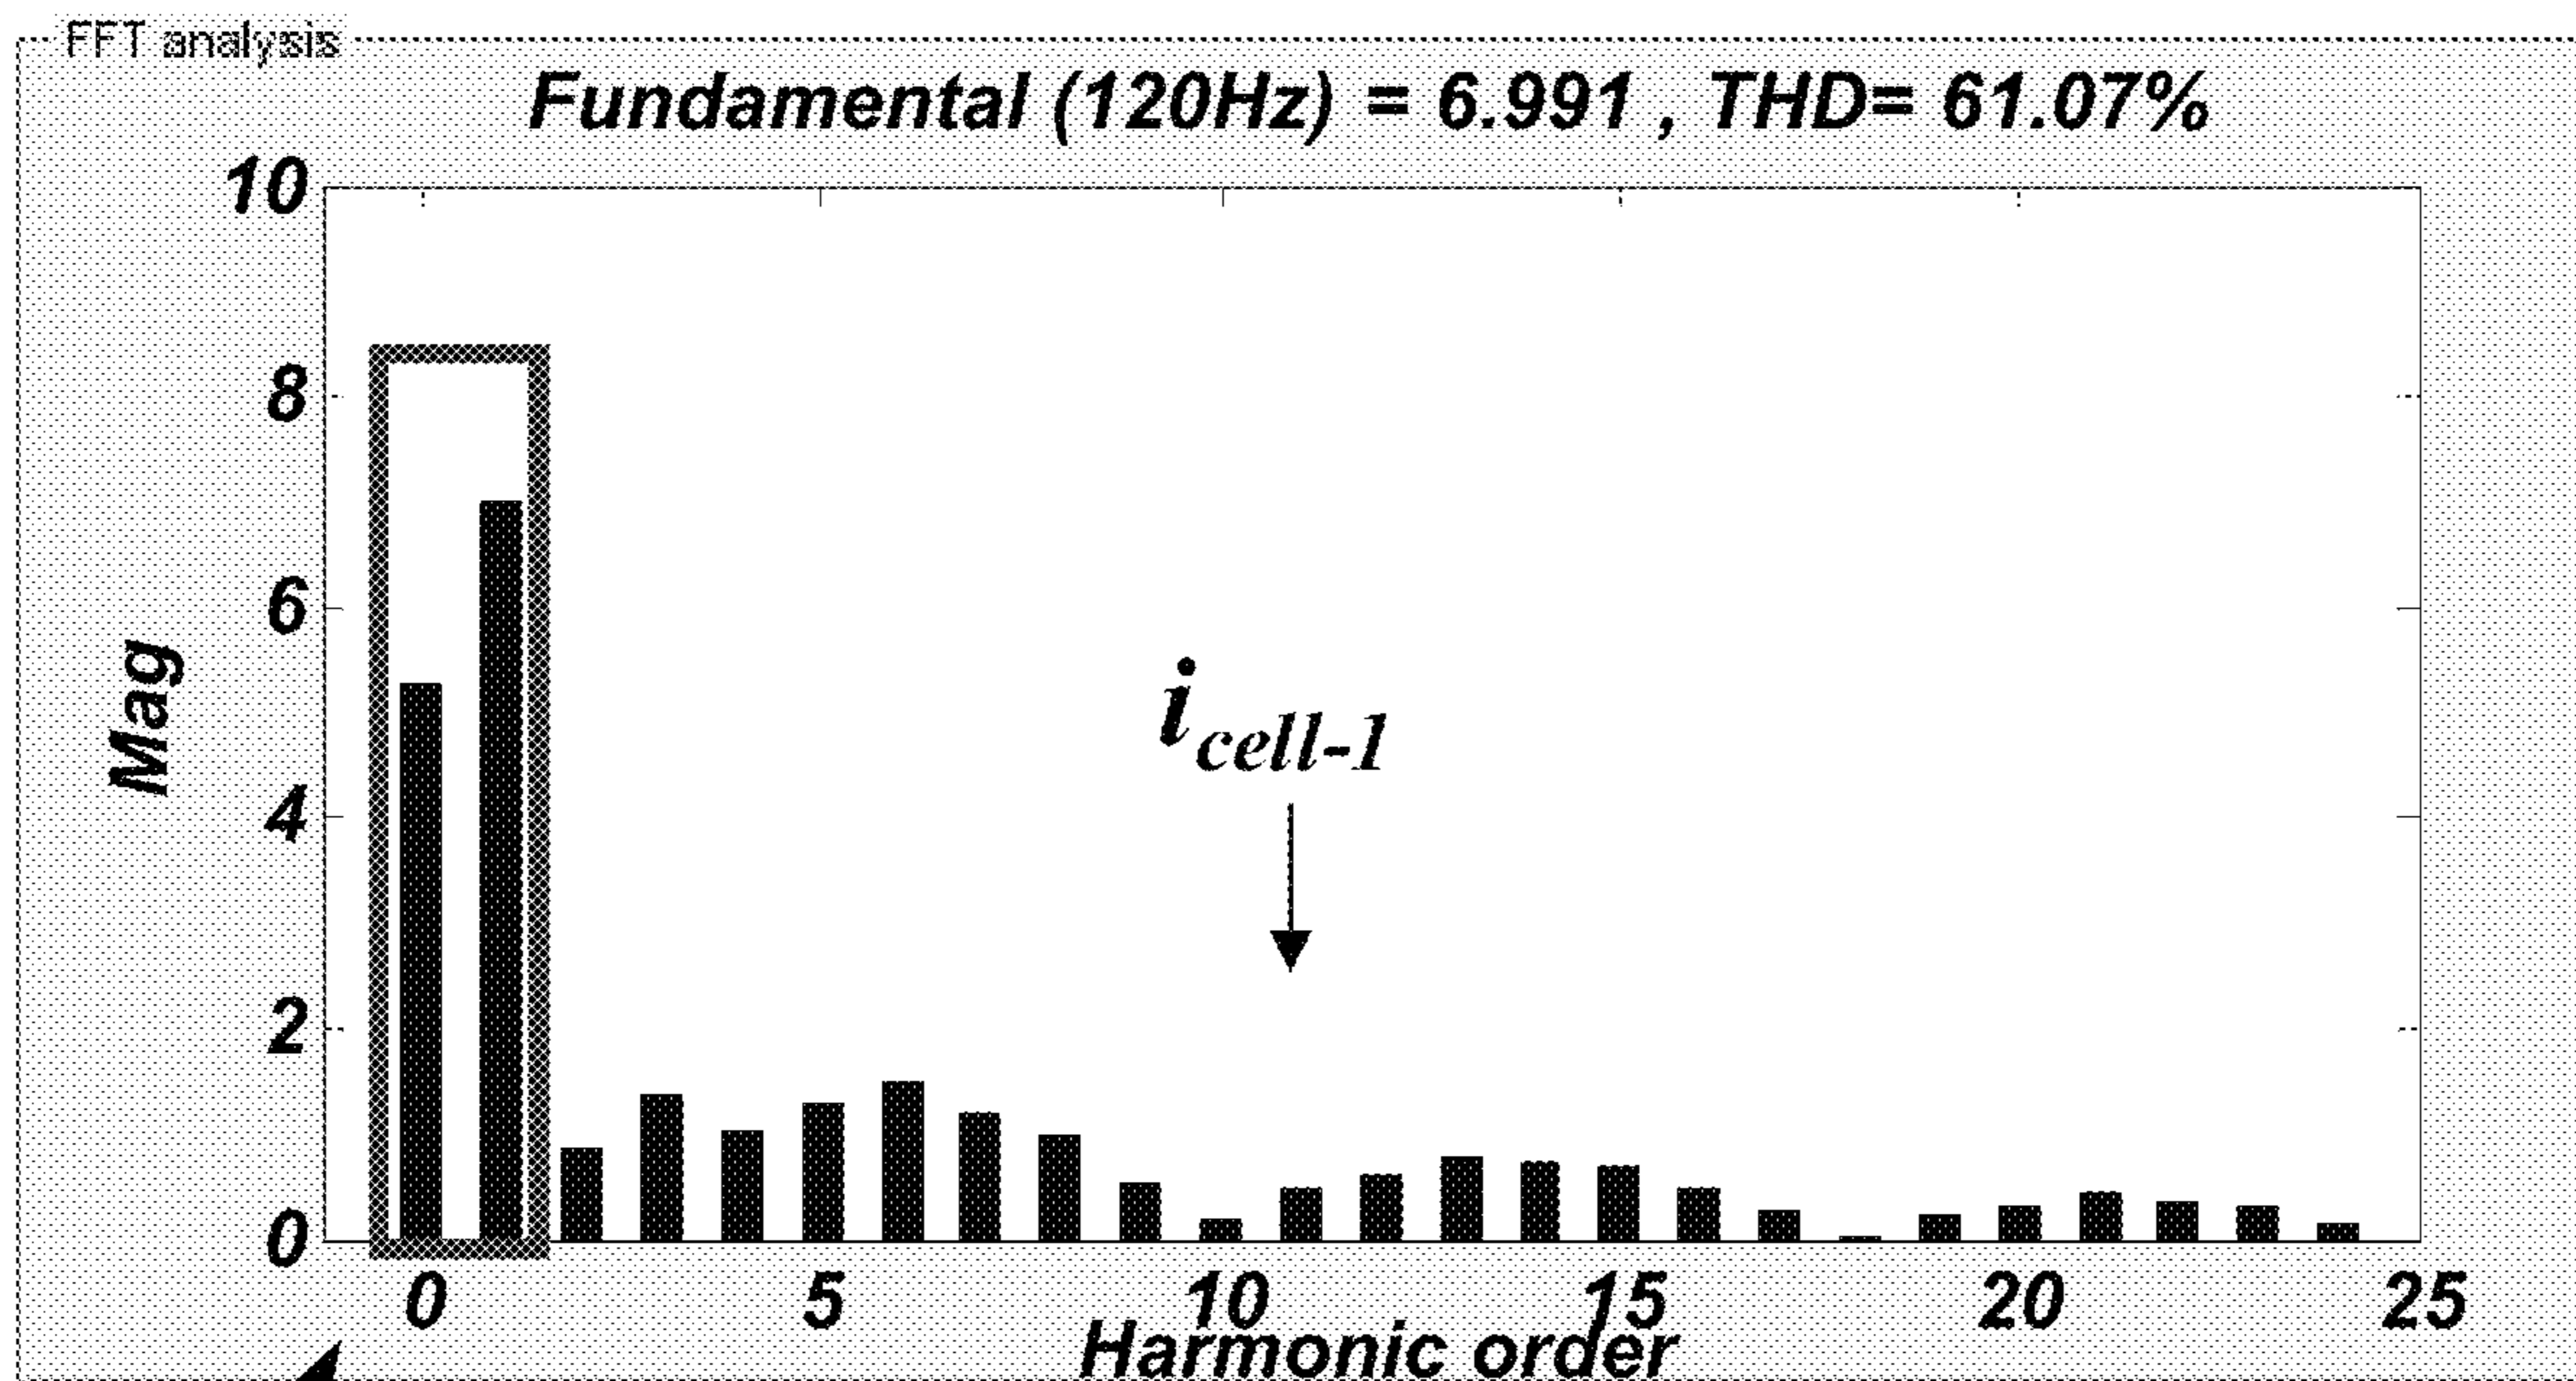 FFT analysis
Fundamental (120Hz) = 6.991 , THD= 61.07%
10
8
6
4
2
0
Mag
i cell-1
0 5 10 15 20 25
Harmonic order